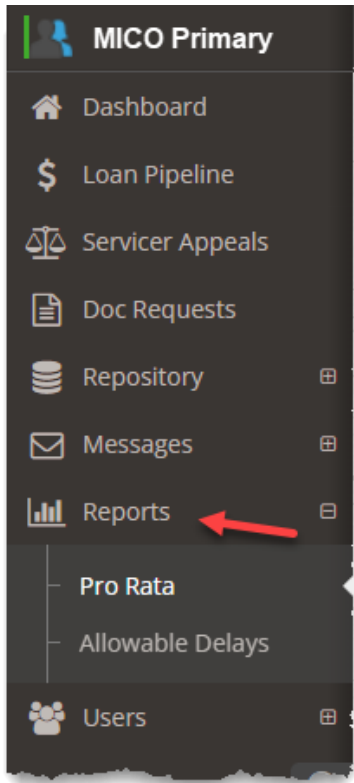 MICO Primary
Dashboard
Loan Pipeline
Servicer Appeals
Doc Requests
Repository
Messages
Reports
Pro Rata
Allowable Delays
Users